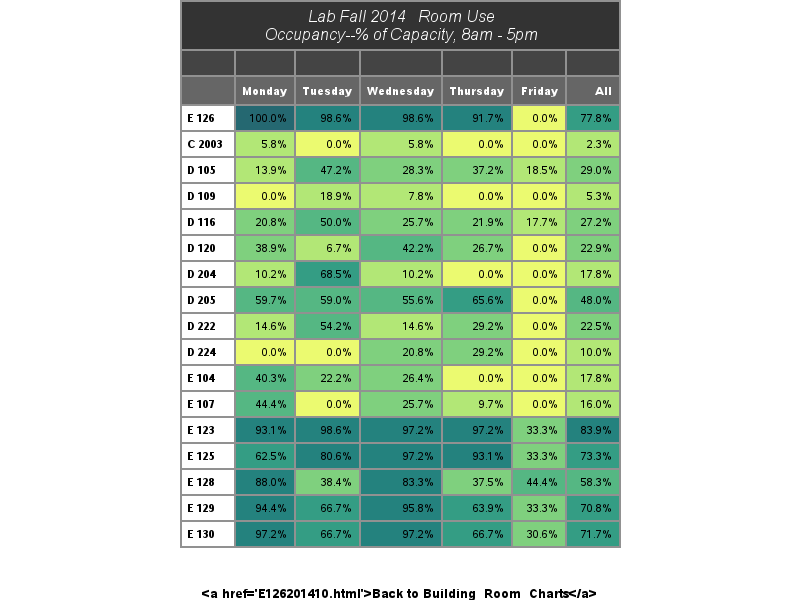 Lab Fall 2014 Room Use
Occupancy--% of Capacity, 8am - 5pm
Monday Tuesday Wednesday Thursday Friday All
E 126 100.0% 98.6% 98.6% 91.7% 0.0% 77.8%
C 2003 5.8% 0.0% 5.8% 0.0% 0.0% 2.3%
D 105 13.9% 47.2% 28.3% 37.2% 18.5% 29.0%
D 109 0.0% 18.9% 7.8% 0.0% 0.0% 5.3%
D 116 20.8% 50.0% 25.7% 21.9% 17.7% 27.2%
D 120 38.9% 6.7% 42.2% 26.7% 0.0% 22.9%
D 204 10.2% 68.5% 10.2% 0.0% 0.0% 17.8%
D 205 59.7% 59.0% 55.6% 65.6% 0.0% 48.0%
D 222 14.6% 54.2% 14.6% 29.2% 0.0% 22.5%
D 224 0.0% 0.0% 20.8% 29.2% 0.0% 10.0%
E 104 40.3% 22.2% 26.4% 0.0% 0.0% 17.8%
E 107 44.4% 0.0% 25.7% 9.7% 0.0% 16.0%
E 123 93.1% 98.6% 97.2% 97.2% 33.3% 83.9%
E 125 62.5% 80.6% 97.2% 93.1% 33.3% 73.3%
E 128 88.0% 38.4% 83.3% 37.5% 44.4% 58.3%
E 129 94.4% 66.7% 95.8% 63.9% 33.3% 70.8%
E 130 97.2% 66.7% 97.2% 66.7% 30.6% 71.7%
<a href='E126201410.html'>Back to Building_Room_Charts</a>